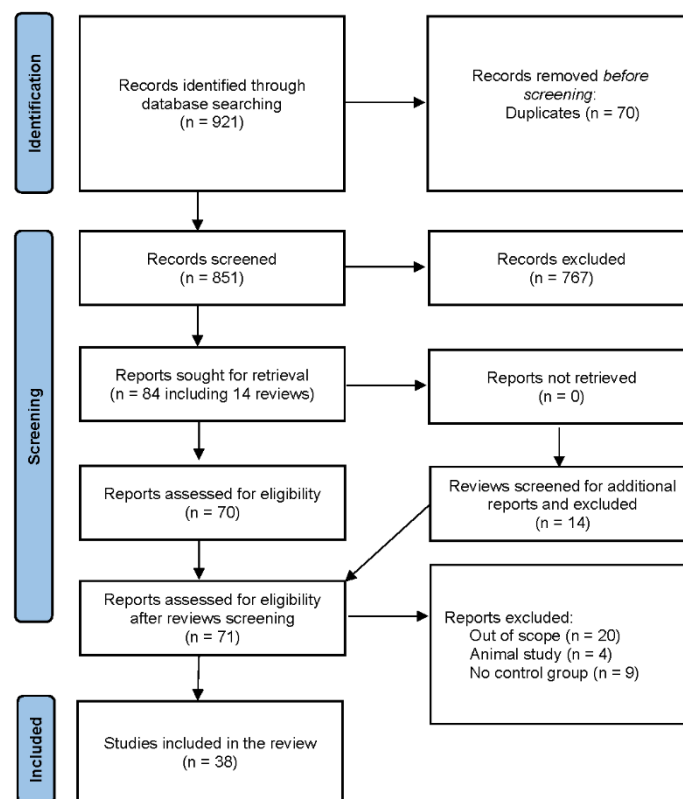 Identification
Records identified through
database searching
(n = 921)
Records removed before
screening:
Duplicates (n = 70)
Screening
Records screened
(n = 851)
Records excluded
(n = 767)
Reports sought for retrieval
(n = 84 including 14 reviews)
Reports not retrieved
(n = 0)
Reports assessed for eligibility
(n = 70)
Reviews screened for additional
reports and excluded
(n = 14)
Reports assessed for eligibility
after reviews screening
(n = 71)
Reports excluded:
Out of scope (n = 20)
Animal study (n = 4)
No control group (n = 9)
Included
Studies included in the review
(n = 38)